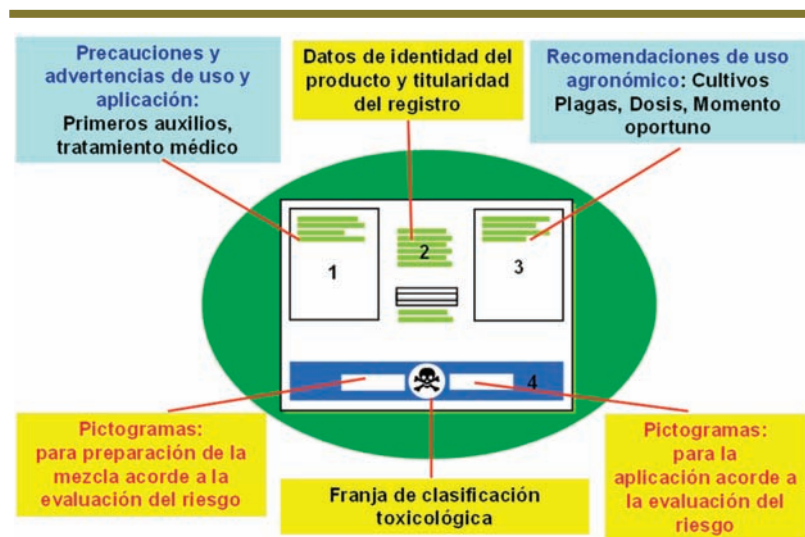 Precauciones y
advertencias de uso y
aplicación:
Primeros auxilios,
tratamiento médico
Datos de identidad del
producto y titularidad
del registro
Recomendaciones de uso
agronómico: Cultivos
Plagas, Dosis, Momento
oportuno
1
2
3
4
Pictogramas:
para preparación de la
mezcla acorde a la
evaluación del riesgo
Franja de clasificación
toxicológica
Pictogramas:
para la
aplicación acorde a
la evaluación del
riesgo